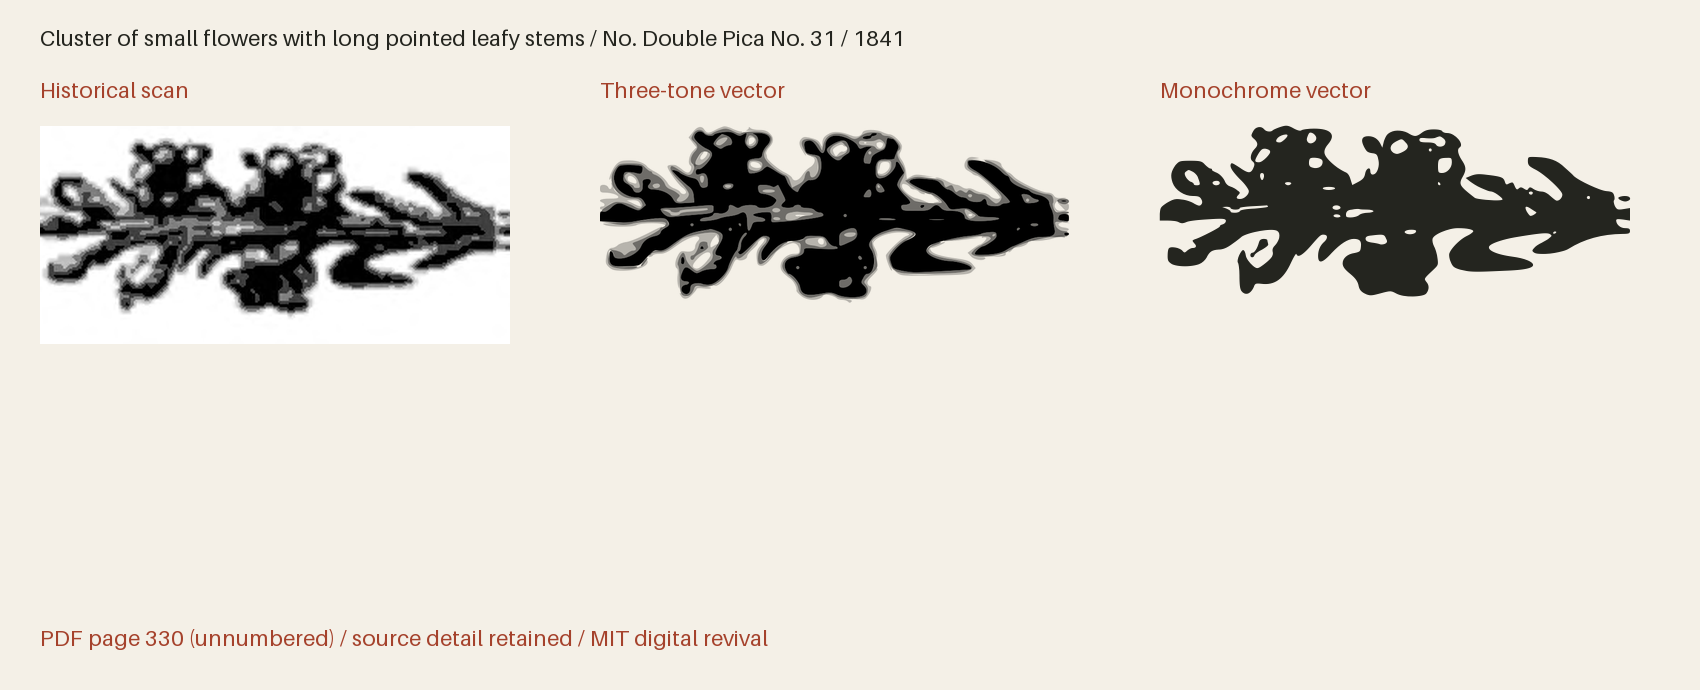 Cluster of small flowers with long pointed leafy stems / No. Double Pica No. 31 / 1841
Historical scan
Three-tone vector
Monochrome vector
PDF page 330 (unnumbered) / source detail retained / MIT digital revival